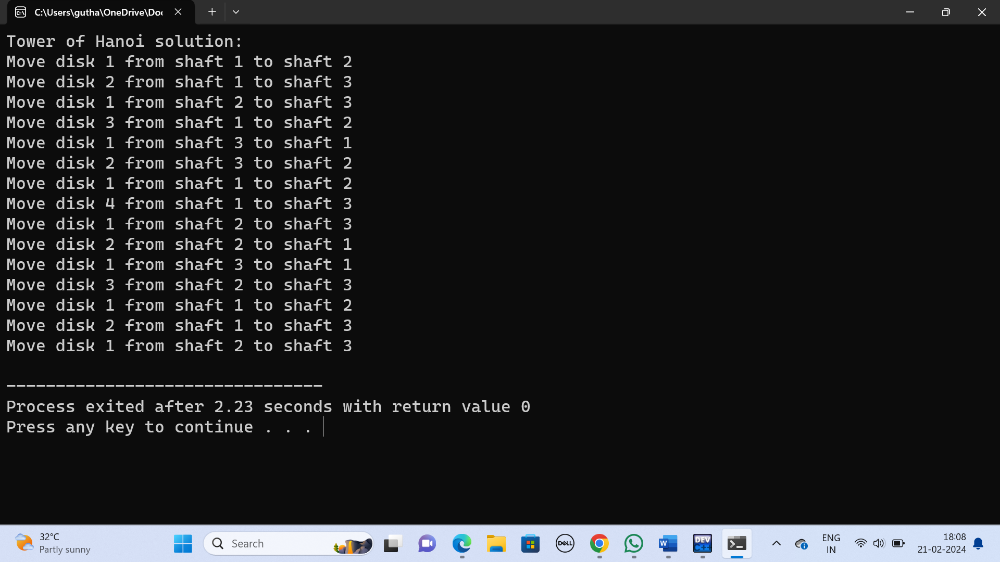 C:\Users\gutha\OneDrive\Doc
Tower of Hanoi solution:
Move disk 1 from shaft 1 to shaft 2
Move disk 2 from shaft 1 to shaft 3
Move disk 1 from shaft 2 to shaft 3
Move disk 3 from shaft 1 to shaft 2
Move disk 1 from shaft 3 to shaft 1
Move disk 2 from shaft 3 to shaft 2
Move disk 1 from shaft 1 to shaft 2
Move disk 4 from shaft 1 to shaft 3
Move disk 1 from shaft 2 to shaft 3
Move disk 2 from shaft 2 to shaft 1
Move disk 1 from shaft 3 to shaft 1
Move disk 3 from shaft 2 to shaft 3
Move disk 1 from shaft 1 to shaft 2
Move disk 2 from shaft 1 to shaft 3
Move disk 1 from shaft 2 to shaft 3
--------------------------------
Process exited after 2.23 seconds with return value 0
Press any key to continue . . .
32°C
Partly sunny
Search
DELL
W
DEV
C++
ENG
IN
18:08
21-02-2024